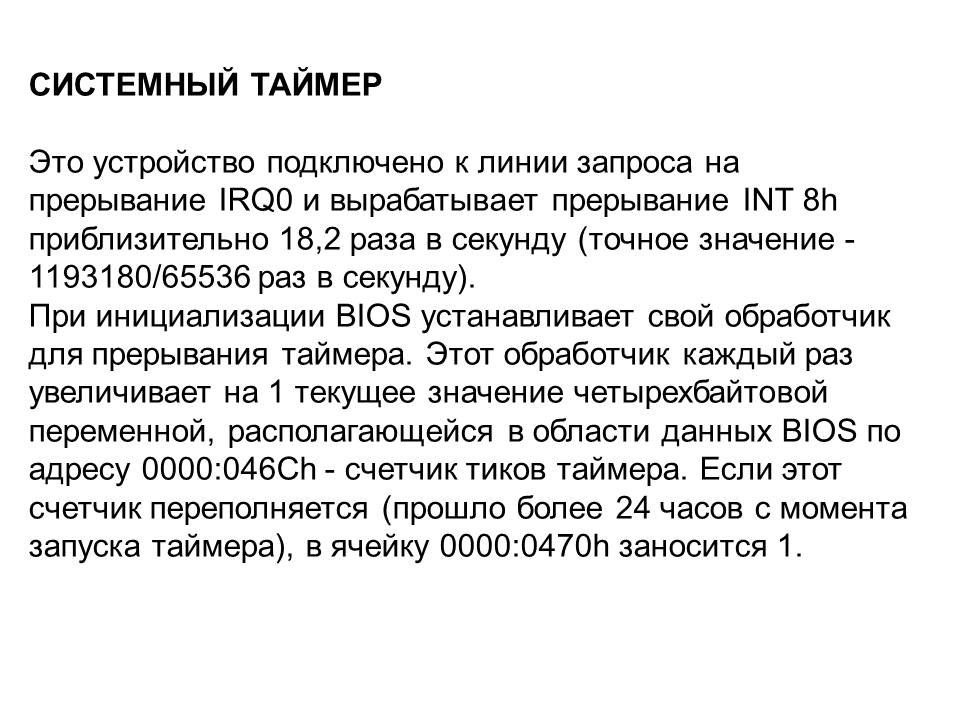 СИСТЕМНЫЙ ТАЙМЕР
Это устройство подключено к линии запроса на
прерывание IRQ0 и вырабатывает прерывание INT 8h
приблизительно 18,2 раза в секунду (точное значение -
1193180/65536 раз в секунду).
При инициализации BIOS устанавливает свой обработчик
для прерывания таймера. Этот обработчик каждый раз
увеличивает на 1 текущее значение четырехбайтовой
переменной, располагающейся в области данных BIOS по
адресу 0000:046Ch - счетчик тиков таймера. Если этот
счетчик переполняется (прошло более 24 часов с момента
запуска таймера), в ячейку 0000:0470h заносится 1.